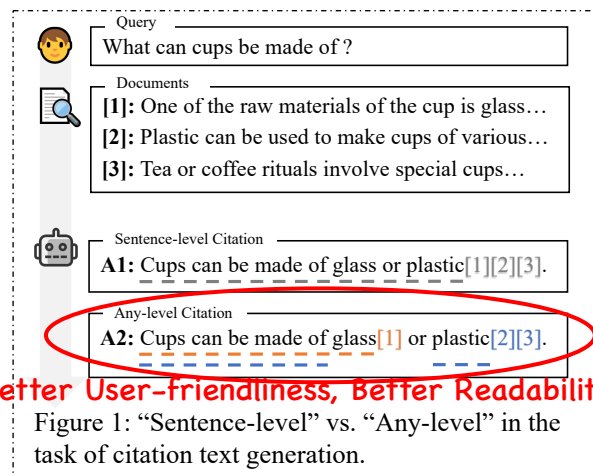 Query
What can cups be made of ?
Documents
[1]: One of the raw materials of the cup is glass…
[2]: Plastic can be used to make cups of various…
[3]: Tea or coffee rituals involve special cups…
Sentence-level Citation
A1: Cups can be made of glass or plastic[1][2][3].
Any-level Citation
A2: Cups can be made of glass[1] or plastic[2][3].
etter User-friendliness, Better Readabilit
Figure 1: “Sentence-level” vs. “Any-level” in the
task of citation text generation.